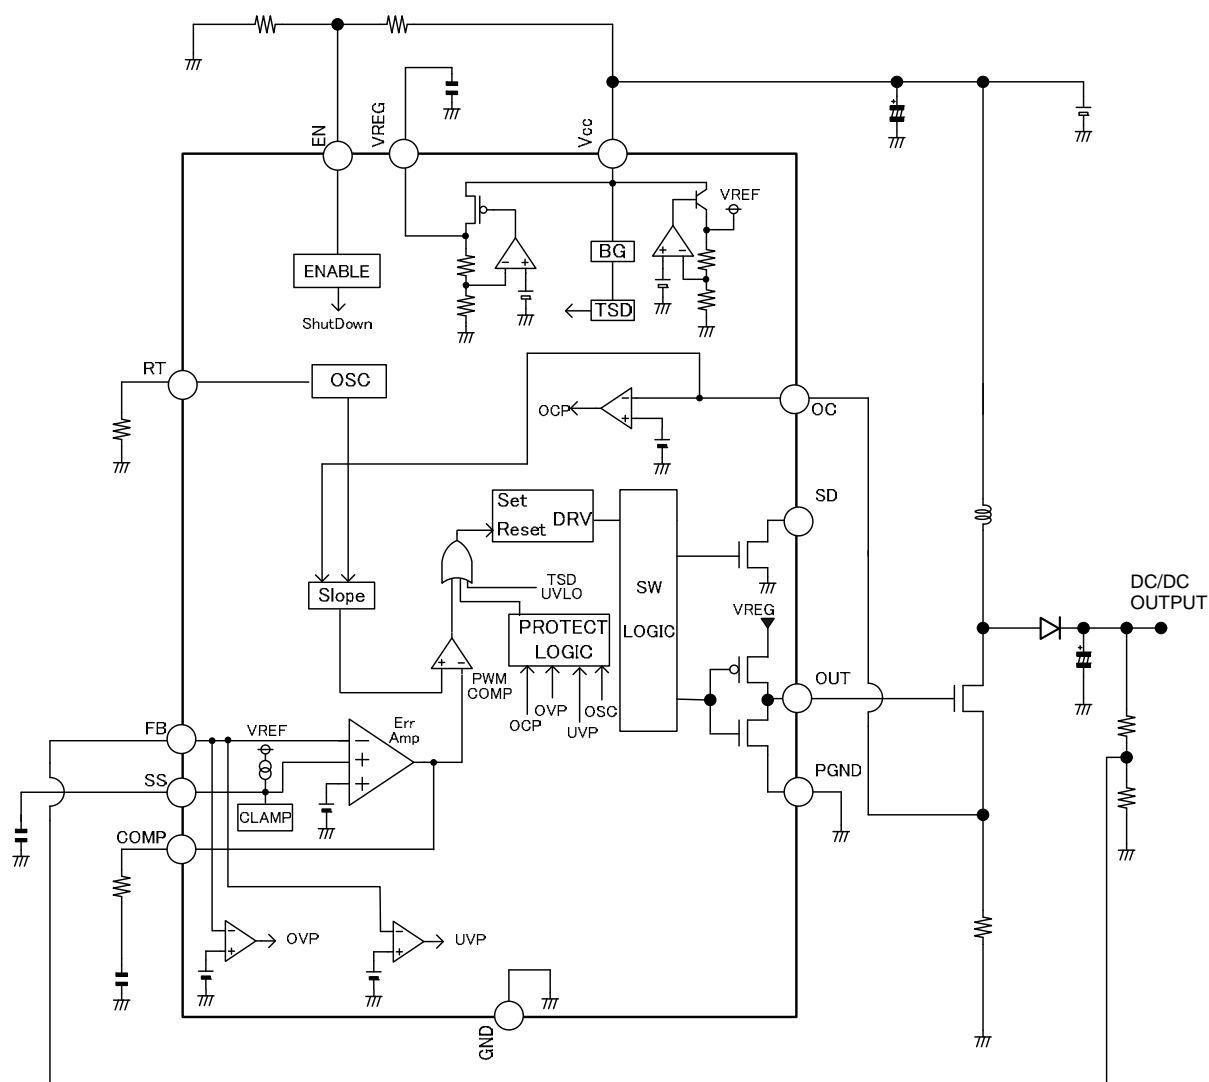 EN
VREG
Vcc
VREF
BG
ENABLE
TSD
ShutDown
RT
OSC
OCP
OC
Set
Reset
DRV
SD
TSD
UVLO
Slope
SW
LOGIC
VREG
DC/DC
OUTPUT
PROTECT
LOGIC
PWM
COMP
OUT
OCP
OVP
UVP
OSC
FB
VREF
Err
Amp
SS
CLAMP
PGND
COMP
OVP
UVP
GND